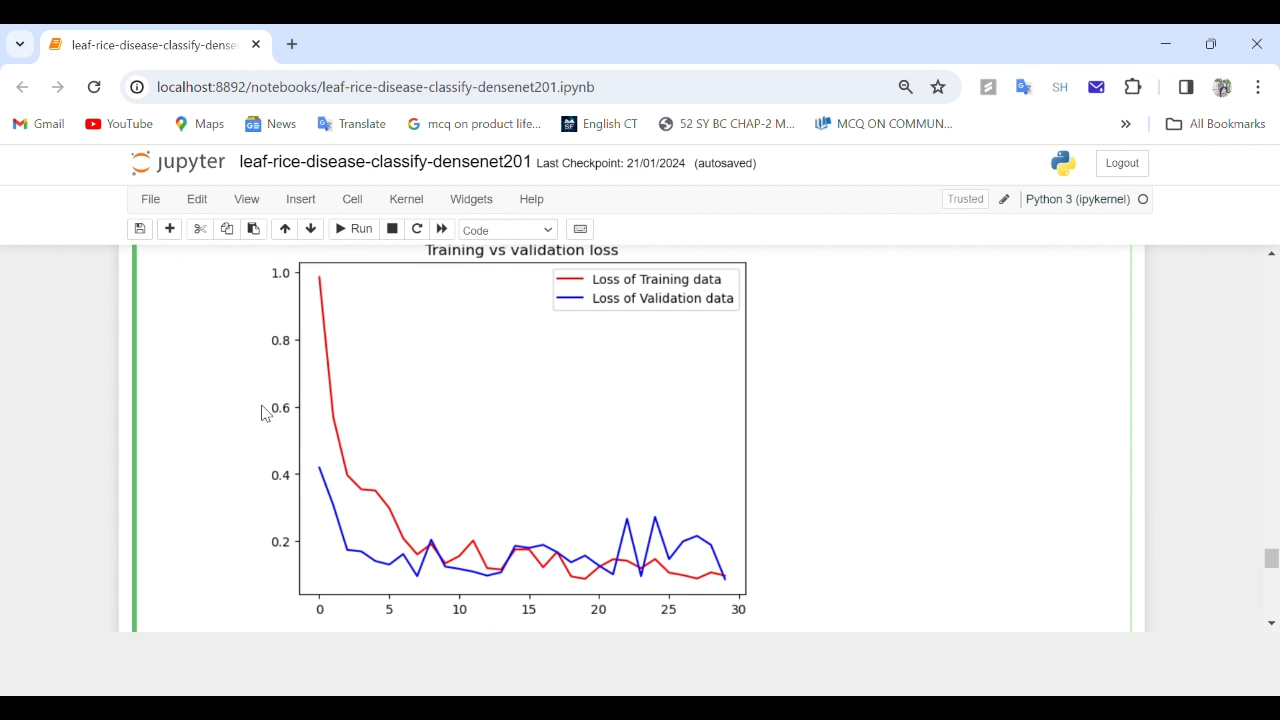 leaf-rice-disease-classify-dense
localhost:8892/notebooks/leaf-rice-disease-classify-densenet201.ipynb
SH
Gmail YouTube Maps News Translate mcq on product life... English CT 52 SY BC CHAP-2 M... MCQ ON COMMUN... » All Bookmarks
jupyter leaf-rice-disease-classify-densenet201 Last Checkpoint: 21/01/2024 (autosaved) Logout
File Edit View Insert Cell Kernel Widgets Help Trusted Python 3 (ipykernel)
Run Code
Training vs validation loss
1.0
Loss of Training data
Loss of Validation data
0.8
0.6
0.4
0.2
0 5 10 15 20 25 30